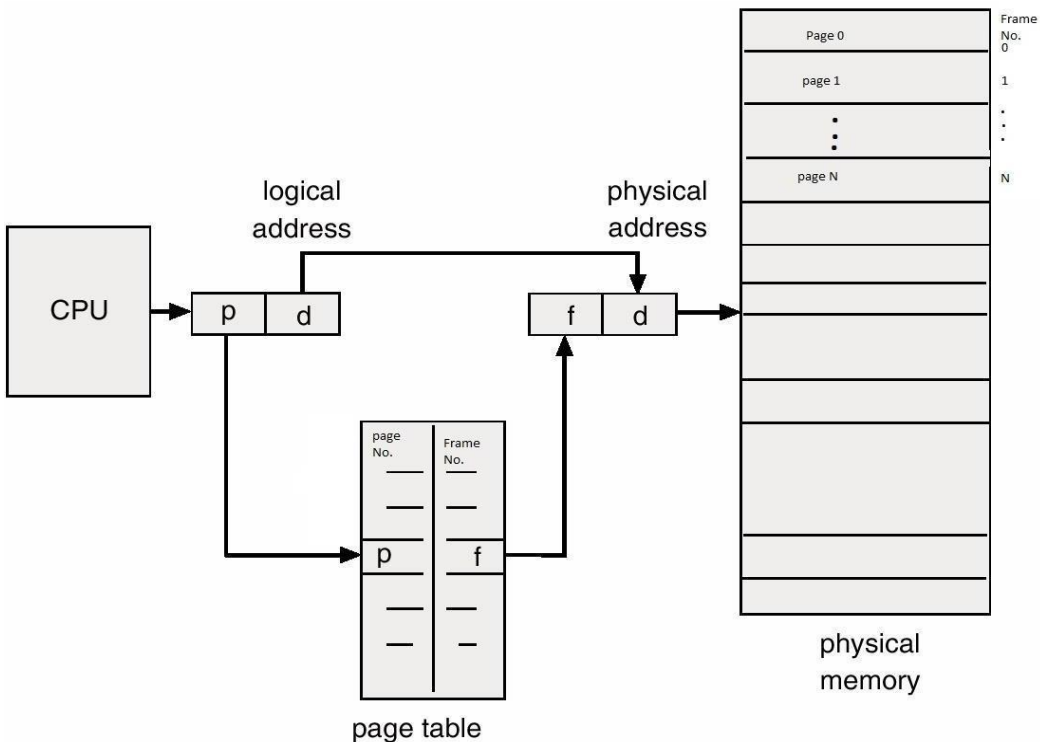 Frame
No.
0
Page 0
page 1
1
page N
N
logical
address
physical
address
CPU
p d
f d
page
No.
Frame
No.
p f
physical
memory
page table